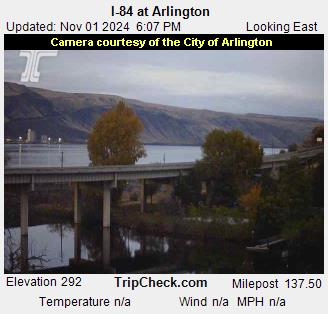 I-84 at Arlington
Updated: Nov 01 2024 6:07 PM Looking East
Camera courtesy of the City of Arlington
Elevation 292 TripCheck.com Milepost 137.50
Temperature n/a Wind n/a MPH n/a